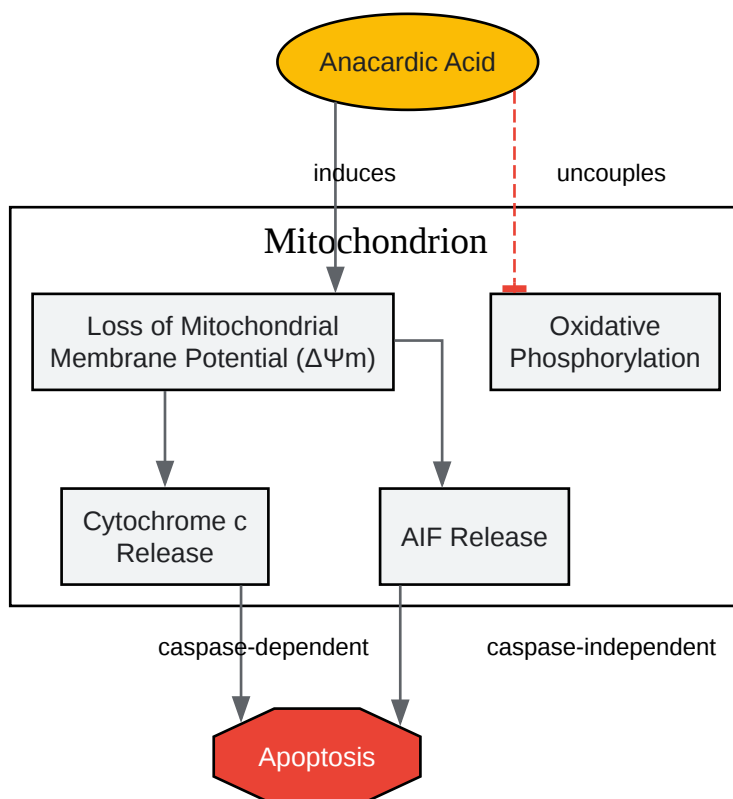 Anacardic Acid
induces
uncouples
Mitochondrion
Loss of Mitochondrial
Membrane Potential (ΔΨm)
Oxidative
Phosphorylation
Cytochrome c
Release
AIF Release
caspase-dependent
caspase-independent
Apoptosis